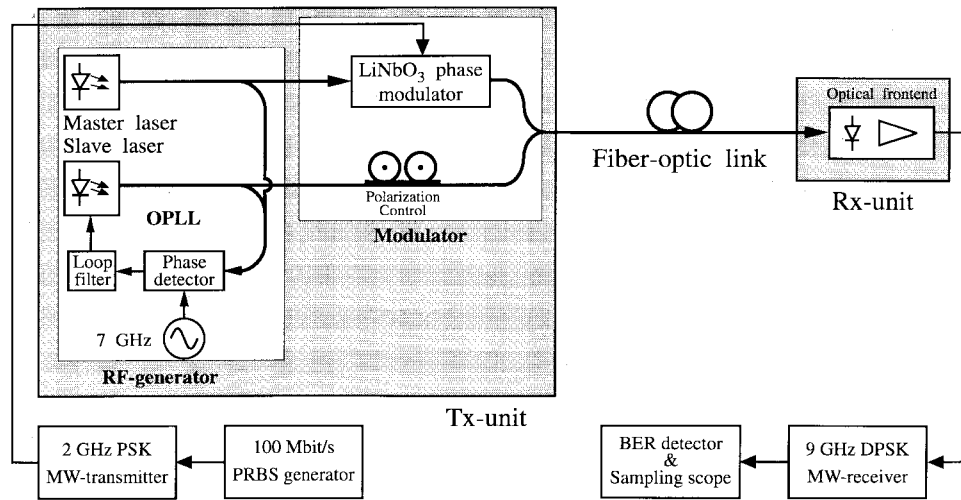 LiNbO3 phase
modulator
Master laser
Slave laser
OPLL
Polarization
Control
Modulator
Loop
filter
Phase
detector
7 GHz
RF-generator
Tx-unit
Fiber-optic link
Optical frontend
Rx-unit
2 GHz PSK
MW-transmitter
100 Mbit/s
PRBS generator
BER detector
&
Sampling scope
9 GHz DPSK
MW-receiver